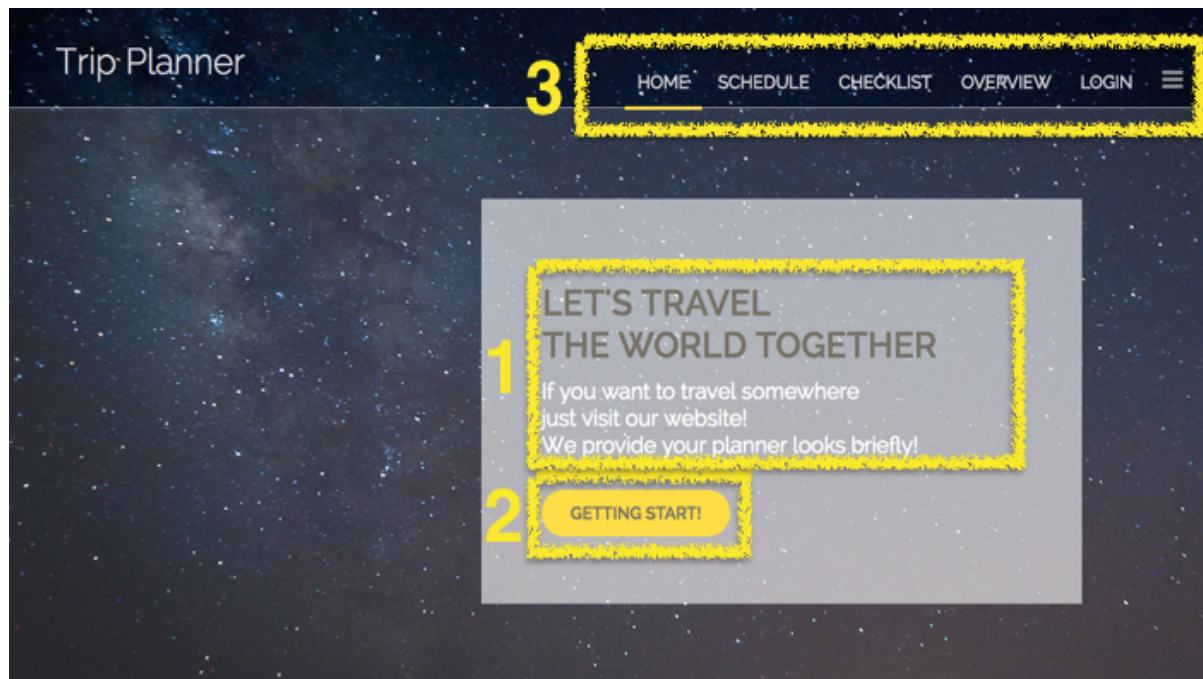 Trip Planner
3
HOME SCHEDULE CHECKLIST OVERVIEW LOGIN
1
LET'S TRAVEL
THE WORLD TOGETHER
If you want to travel somewhere
just visit our website!
We provide your planner looks briefly!
2
GETTING START!